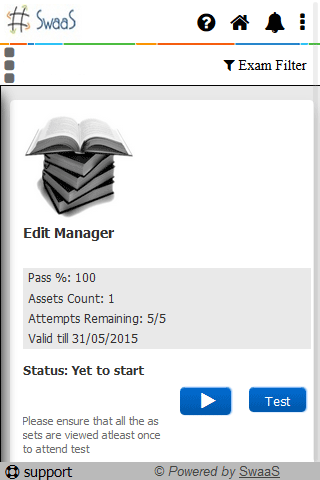 SwaaS
Exam Filter
Edit Manager
Pass %: 100
Assets Count: 1
Attempts Remaining: 5/5
Valid till 31/05/2015
Status: Yet to start
Test
Please ensure that all the as
sets are viewed atleast once
to attend test
support
© Powered by SwaaS